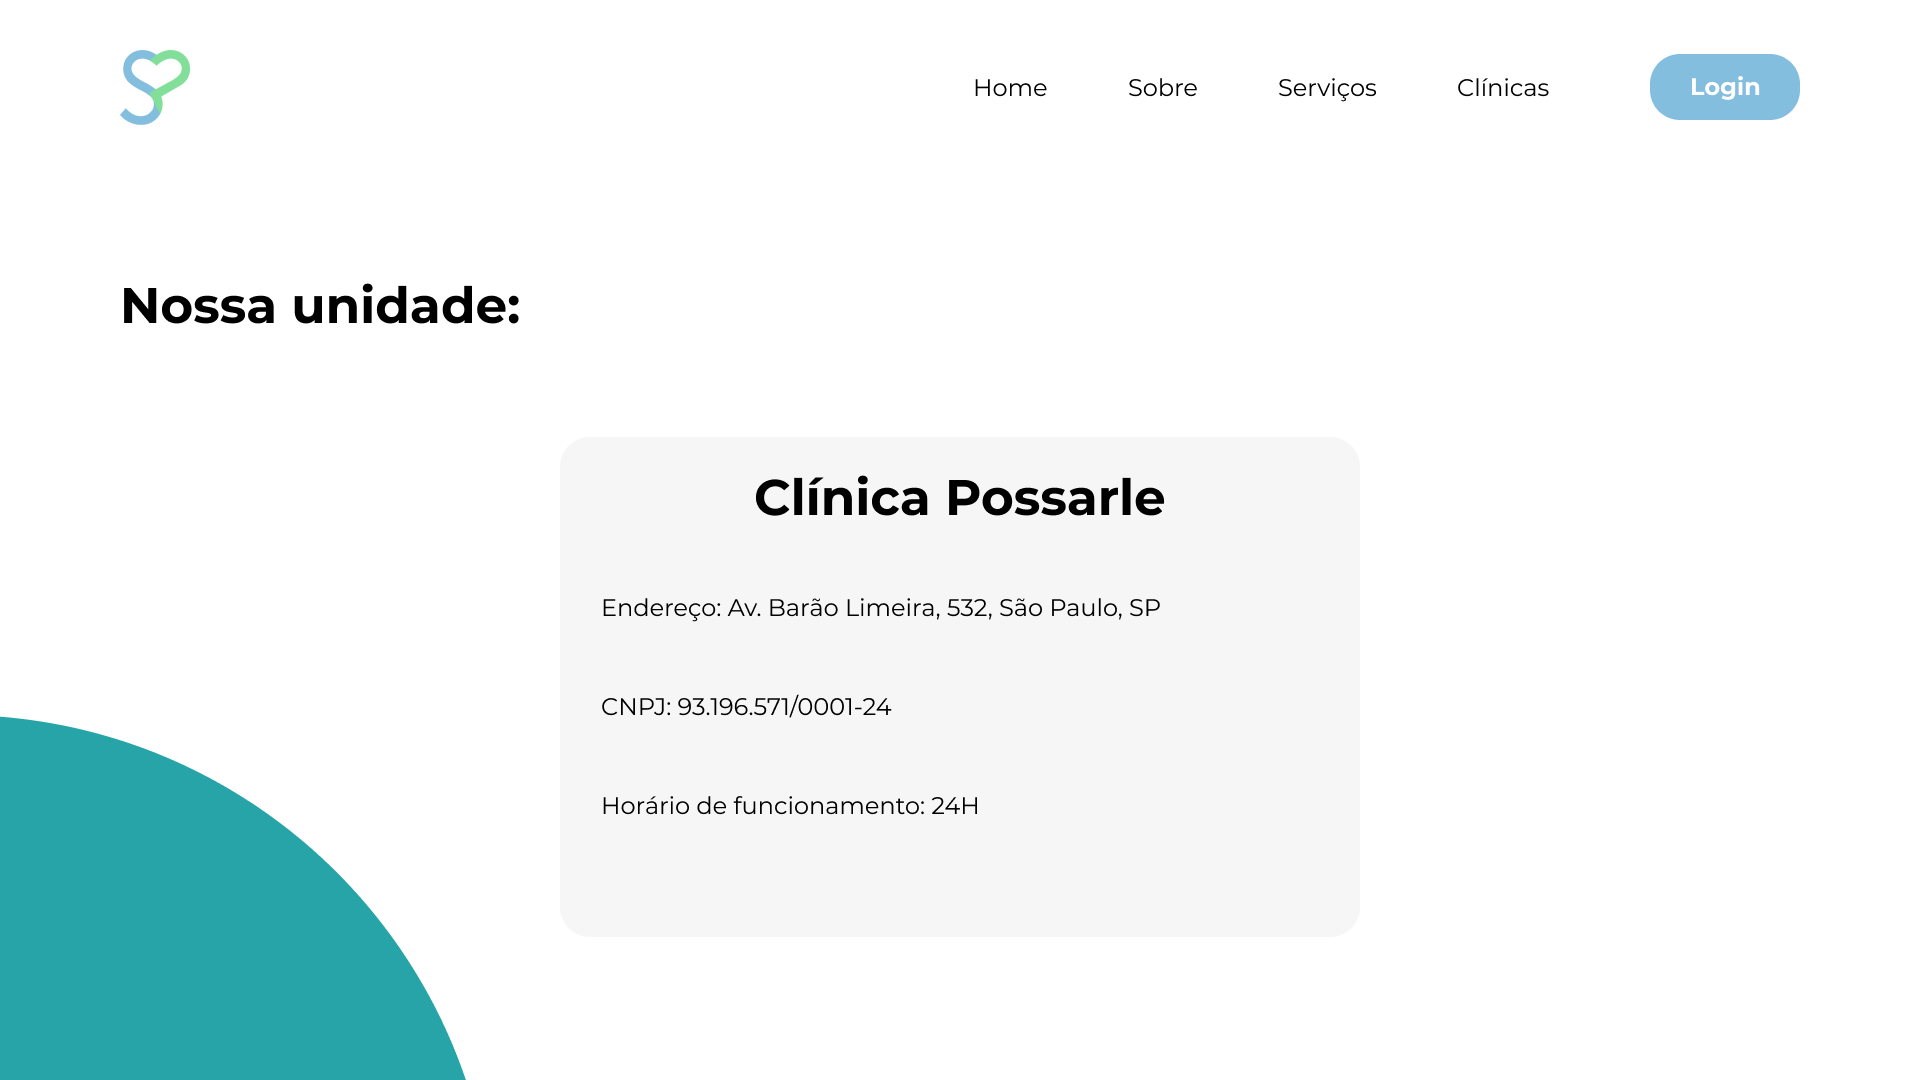 Home
Sobre
Serviços
Clínicas
Login
Nossa unidade:
Clínica Possarle
Endereço: Av. Barão Limeira, 532, São Paulo, SP
CNPJ: 93.196.571/0001-24
Horário de funcionamento: 24H